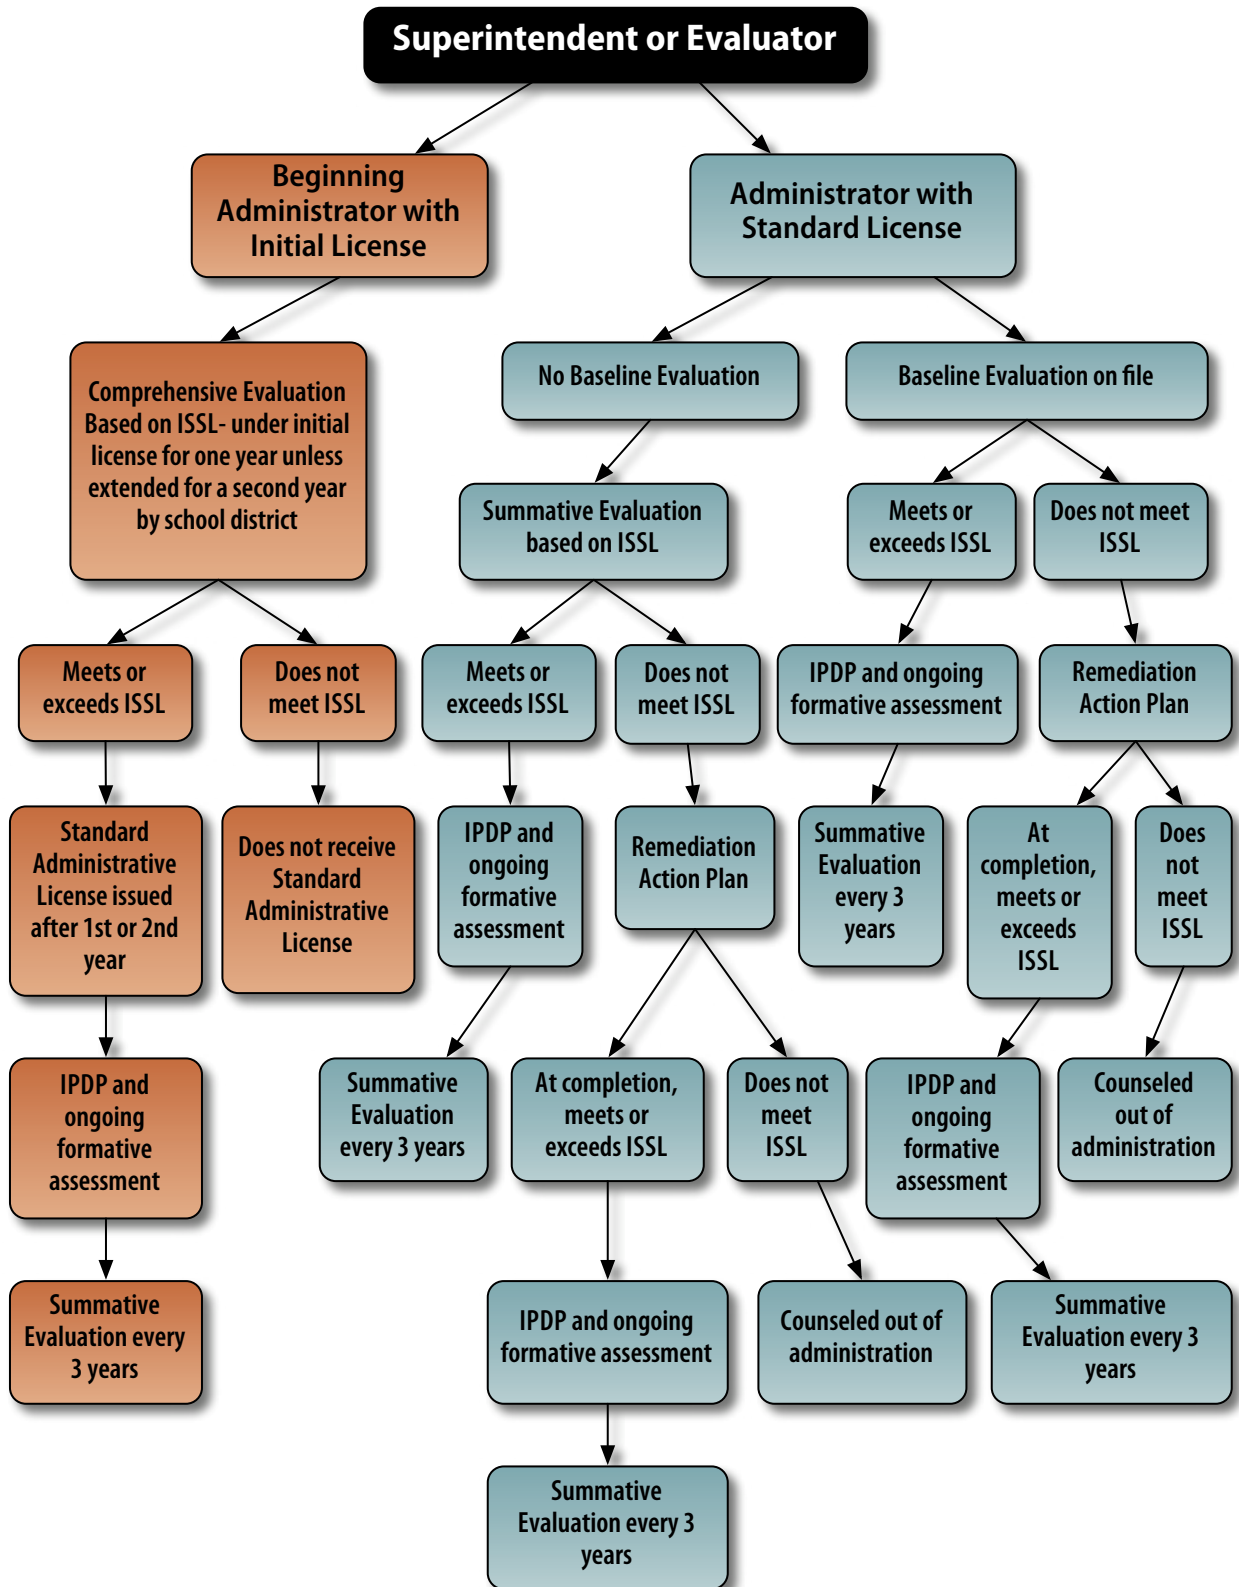 Superintendent or Evaluator
Beginning
Administrator with
Initial License
Administrator with
Standard License
Comprehensive Evaluation
Based on ISSL- under initial
license for one year unless
extended for a second year
by school district
No Baseline Evaluation
Baseline Evaluation on file
Summative Evaluation
based on ISSL
Meets or
exceeds ISSL
Does not meet
ISSL
Meets or
exceeds ISSL
Does not
meet ISSL
Meets or
exceeds ISSL
Does not
meet ISSL
IPDP and ongoing
formative assessment
Remediation
Action Plan
Standard
Administrative
License issued
after 1st or 2nd
year
Does not receive
Standard
Administrative
License
IPDP and
ongoing
formative
assessment
Remediation
Action Plan
Summative
Evaluation
every 3
years
At
completion,
meets or
exceeds
ISSL
Does
not
meet
ISSL
IPDP and
ongoing
formative
assessment
Summative
Evaluation
every 3 years
At completion,
meets or
exceeds ISSL
Does not
meet
ISSL
IPDP and
ongoing
formative
assessment
Counseled
out of
administration
Summative
Evaluation every
3 years
IPDP and ongoing
formative assessment
Counseled out of
administration
Summative
Evaluation every 3
years
Summative
Evaluation every 3
years